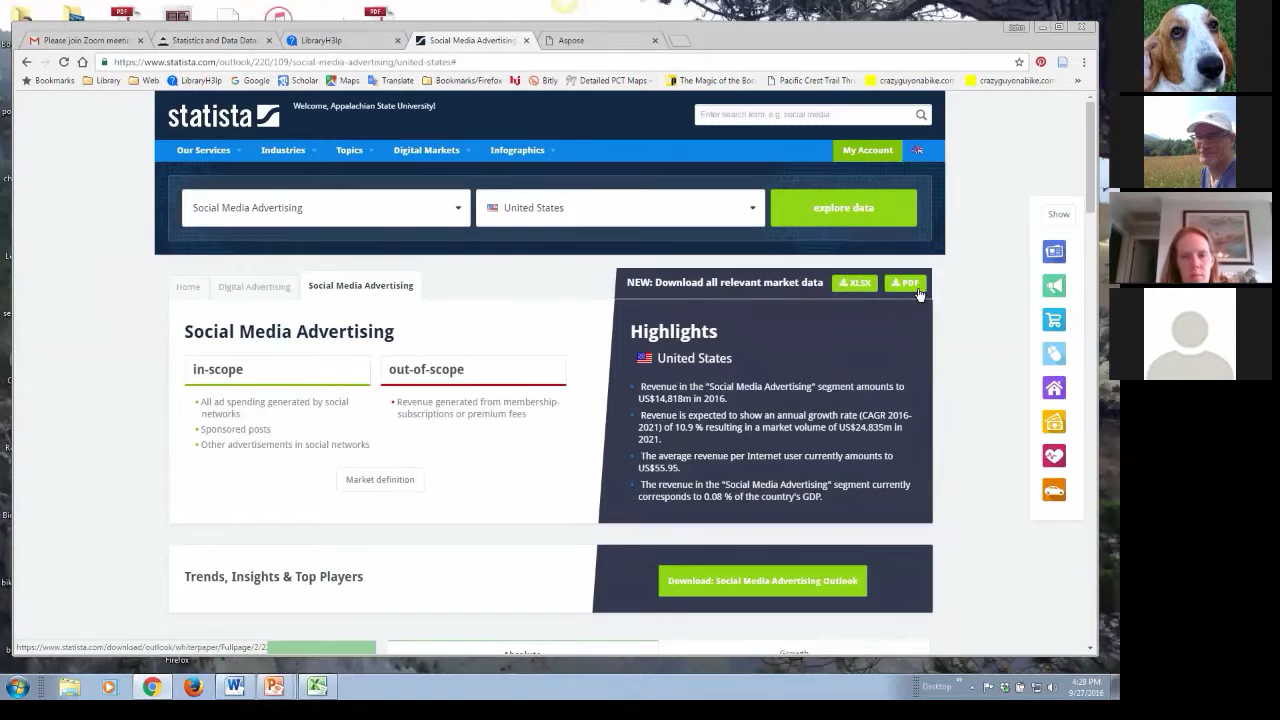 John
Please join Zoom meetin
Statistics and Data Datab
LibraryH3lp
Social Media Advertising
Aspose
https://www.statista.com/outlook/220/109/social-media-advertising/united-states#
Bookmarks
Library
Web
LibraryH3lp
Google
Scholar
Maps
Translate
Bookmarks/Firefox
Bitly
Detailed PCT Maps
The Magic of the Boo
Pacific Crest Trail Thru
crazyguyonabike.com
crazyguyonabike.com
statista
Welcome, Appalachian State University!
Enter search term, e.g. social media
Our Services
Industries
Topics
Digital Markets
Infographics
My Account
Social Media Advertising
United States
explore data
Show
Home
Digital Advertising
Social Media Advertising
NEW: Download all relevant market data
XLSX
PDF
Social Media Advertising
in-scope
out-of-scope
• All ad spending generated by social
networks
• Sponsored posts
• Other advertisements in social networks
• Revenue generated from membership-
subscriptions or premium fees
Market definition
Highlights
United States
Revenue in the "Social Media Advertising" segment amounts to
US$14,818m in 2016.
Revenue is expected to show an annual growth rate (CAGR 2016-
2021) of 10.9 % resulting in a market volume of US$24,835m in
2021.
The average revenue per Internet user currently amounts to
US$55.95.
The revenue in the "Social Media Advertising" segment currently
corresponds to 0.08 % of the country's GDP.
Trends, Insights & Top Players
Download: Social Media Advertising Outlook
https://www.statista.com/download/outlook/whitepaper/Fullpage/2/2
Firefox
Desktop
4:28 PM
9/27/2016